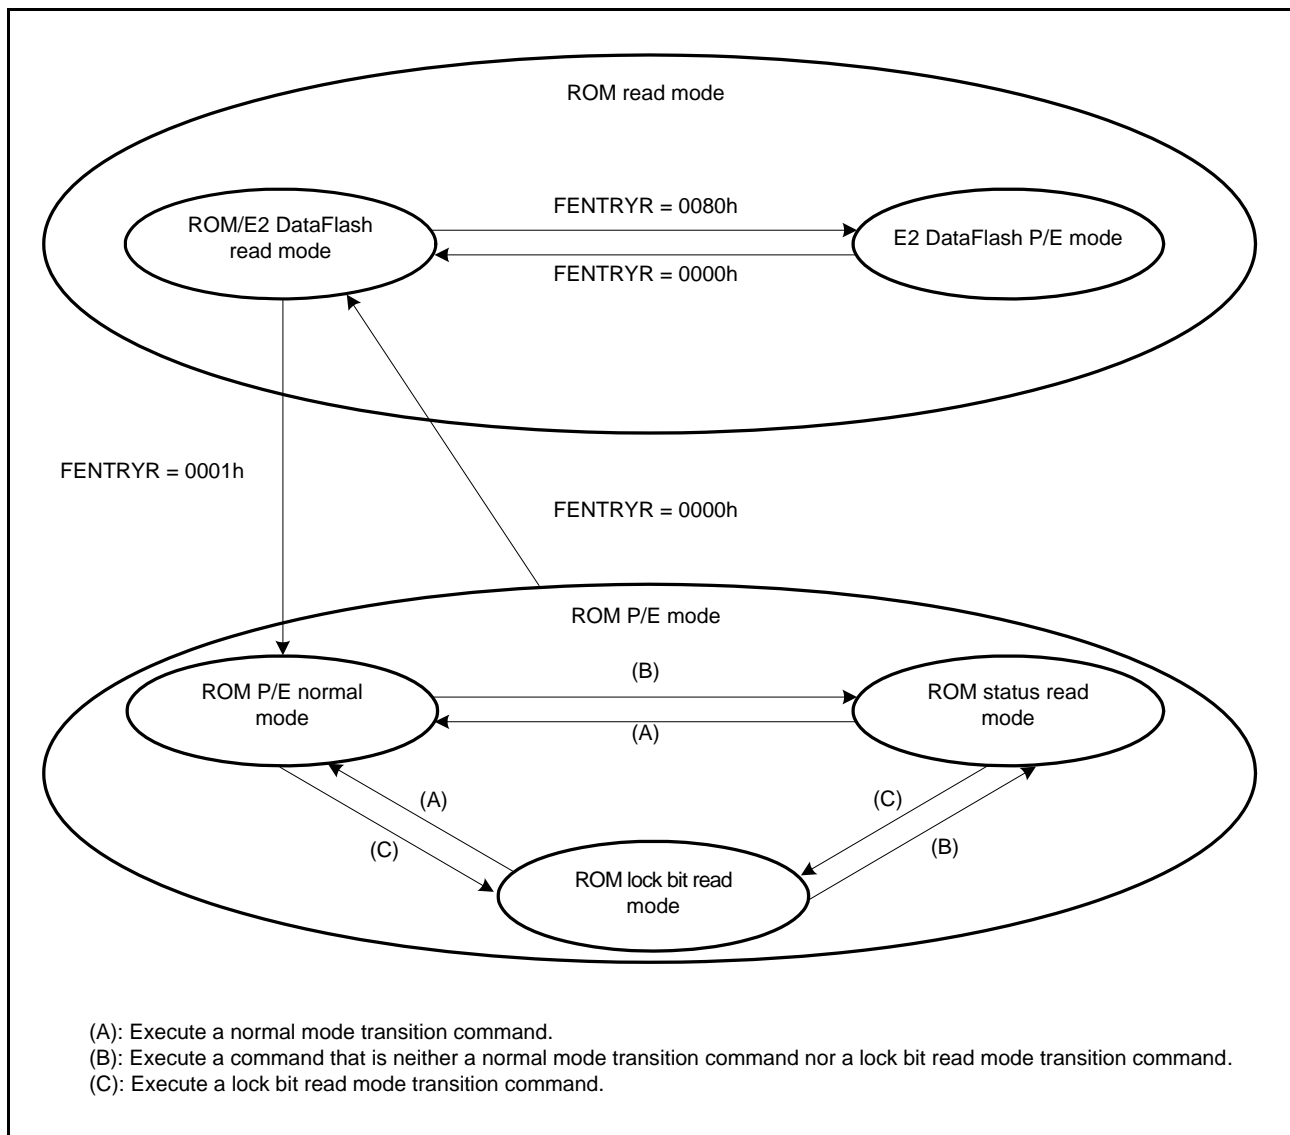 ROM read mode
ROM/E2 DataFlash
read mode
FENTRYR = 0080h
E2 DataFlash P/E mode
FENTRYR = 0000h
FENTRYR = 0001h
FENTRYR = 0000h
ROM P/E mode
ROM P/E normal
mode
(B)
ROM status read
mode
(A)
(A)
(C)
(C)
(B)
ROM lock bit read
mode
(A): Execute a normal mode transition command.
(B): Execute a command that is neither a normal mode transition command nor a lock bit read mode transition command.
(C): Execute a lock bit read mode transition command.